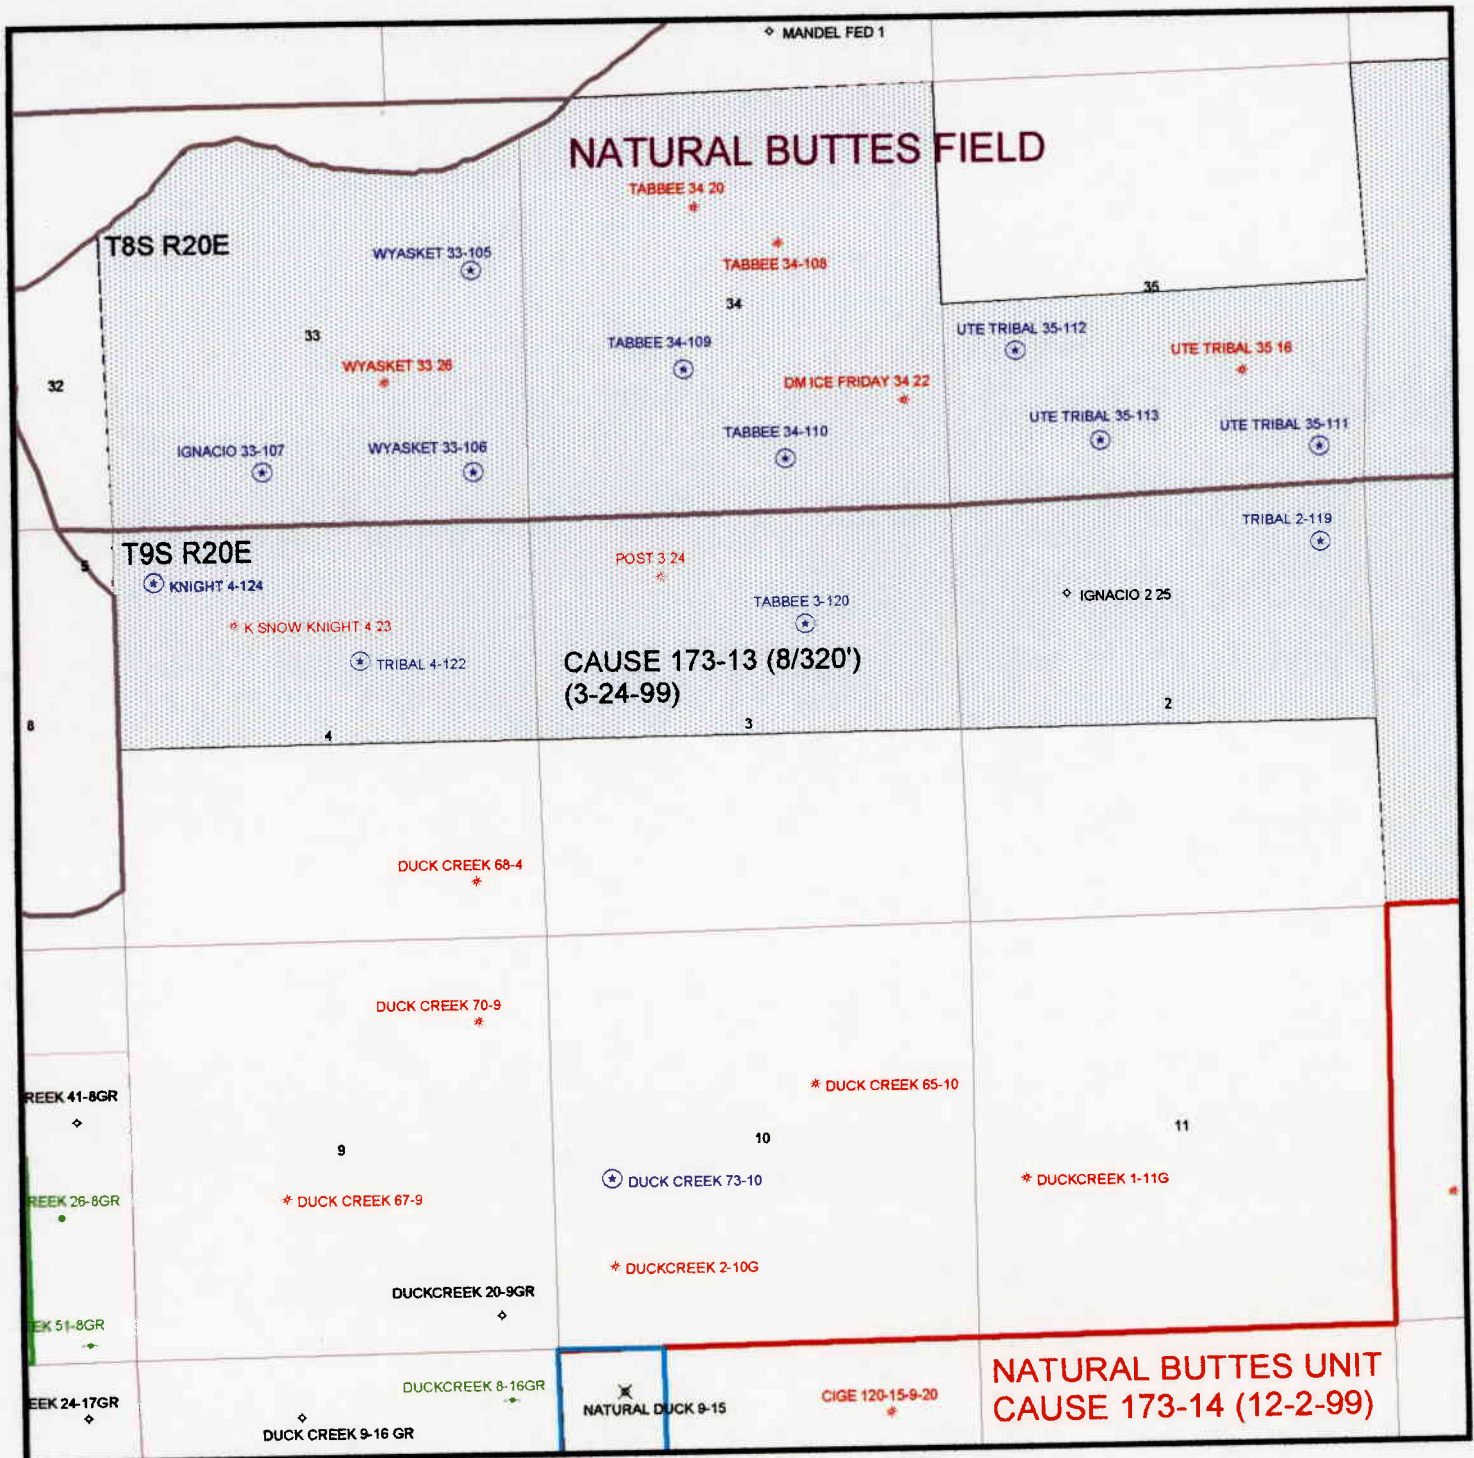 MANDEL FED 1
NATURAL BUTTES FIELD
TABBEE 34 20
T8S R20E
WYASKET 33-105
TABBEE 34-108
35
34
33
UTE TRIBAL 35-112
TABBEE 34-109
UTE TRIBAL 35 16
WYASKET 33 26
32
DM ICE FRIDAY 34 22
UTE TRIBAL 35-113
UTE TRIBAL 35-111
TABBEE 34-110
IGNACIO 33-107
WYASKET 33-106
TRIBAL 2-119
T9S R20E
POST 3 24
5
KNIGHT 4-124
IGNACIO 2 25
TABBEE 3-120
K SNOW KNIGHT 4 23
TRIBAL 4-122
CAUSE 173-13 (8/320')
(3-24-99)
2
8
3
4
DUCK CREEK 68-4
DUCK CREEK 70-9
DUCK CREEK 65-10
REEK 41-8GR
11
10
9
DUCK CREEK 73-10
DUCKCREEK 1-11G
REEK 26-8GR
DUCK CREEK 67-9
DUCKCREEK 2-10G
DUCKCREEK 20-9GR
EK 51-8GR
NATURAL BUTTES UNIT
CAUSE 173-14 (12-2-99)
DUCKCREEK 8-16GR
CIGE 120-15-9-20
EEK 24-17GR
NATURAL DUCK 9-15
DUCK CREEK 9-16 GR